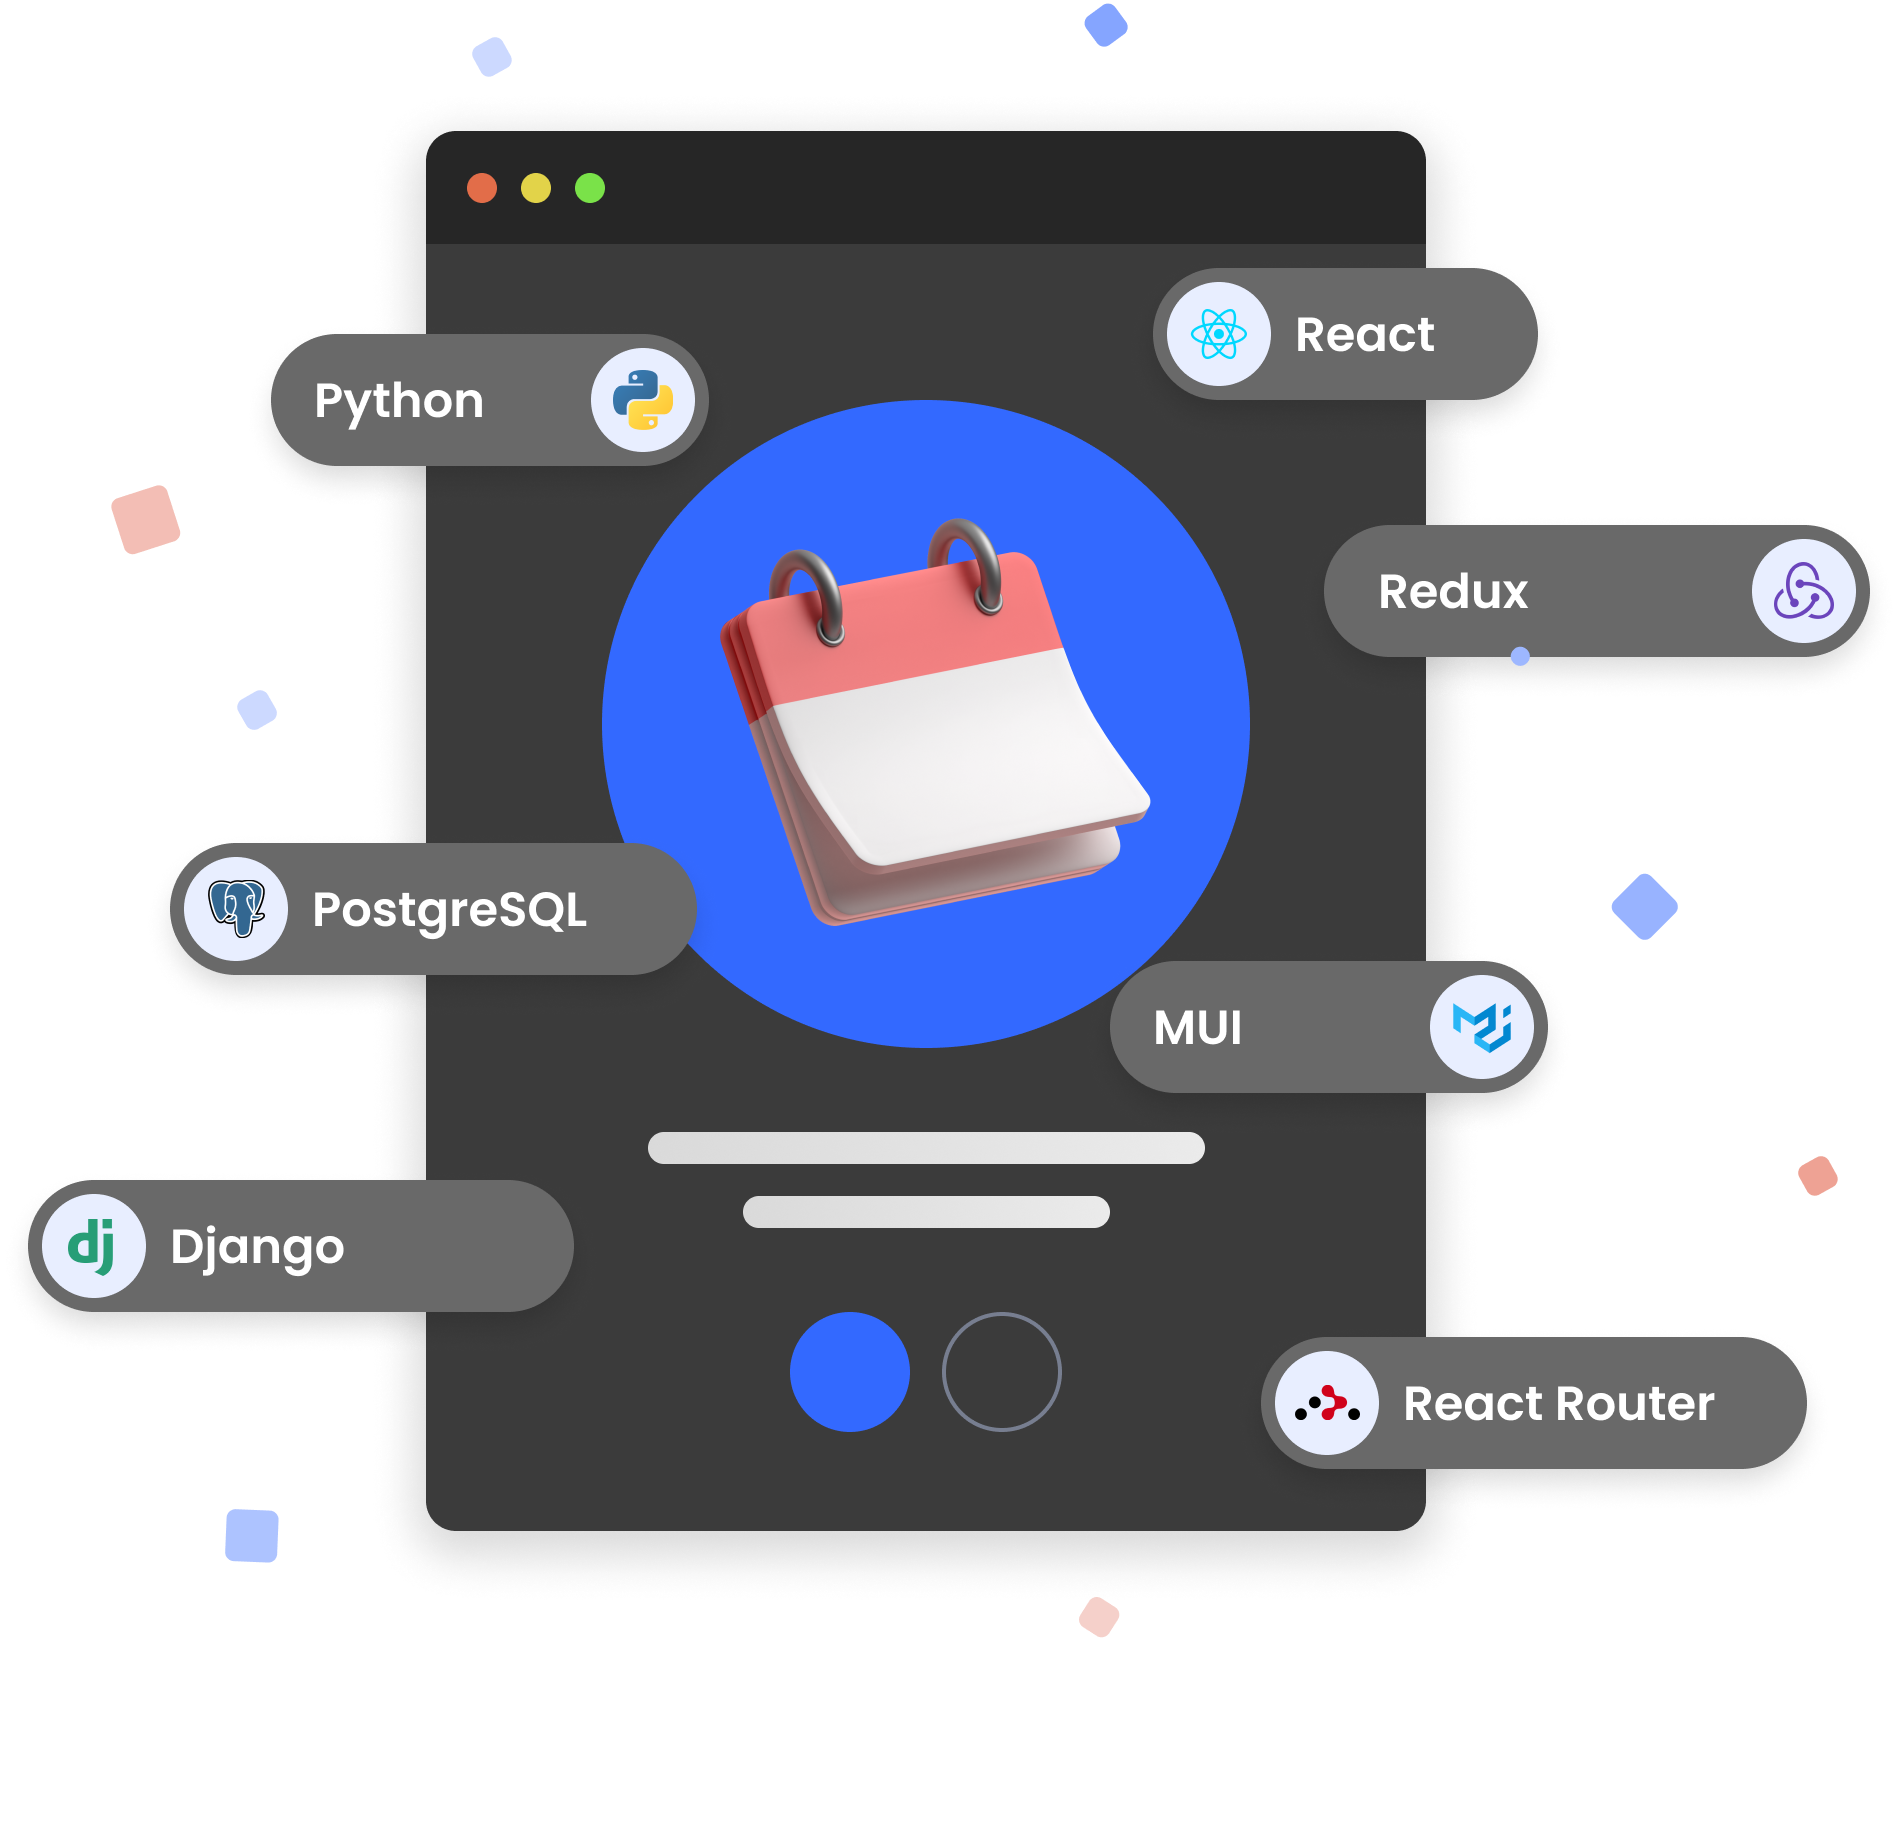 React
Python
Redux
PostgreSQL
MUI
Django
React Router